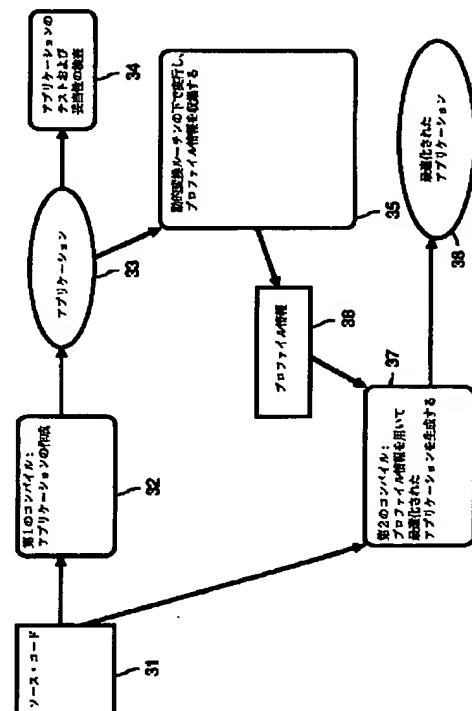 ソース・コード
31
第1のコンパイル:
アプリケーションの作成
32
アプリケーション
33
アプリケーションの
テストおよび
妥当性の検査
34
動的変換ルーチンの下で実行し、
プロファイル情報を収集する
35
プロファイル情報
36
第2のコンパイル:
プロファイル情報を用いて
最適化された
アプリケーションを生成する
37
最適化された
アプリケーション
38